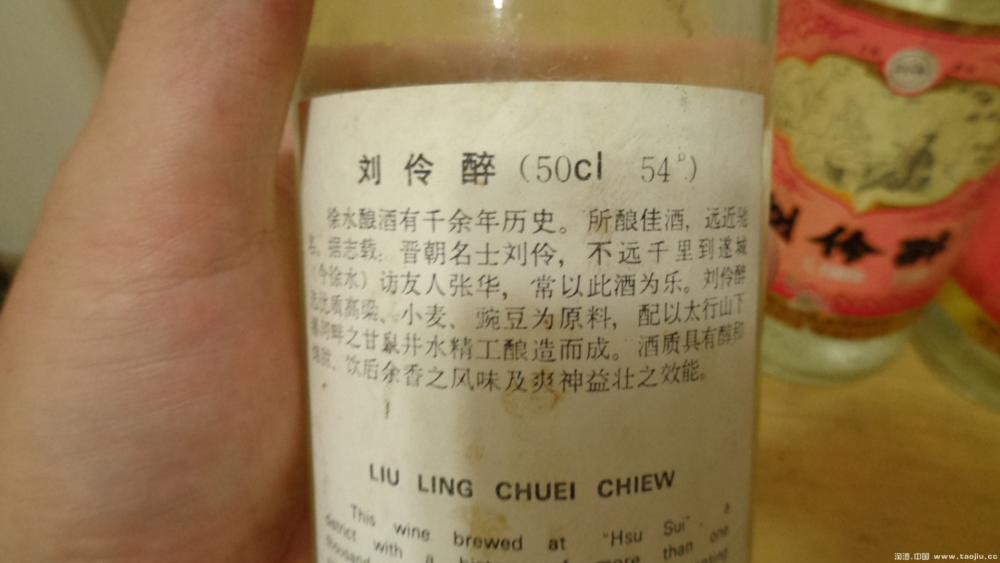 刘伶醉(50cl 54°)
徐水酿酒有千余年历史。所酿佳酒，远近驰
名。据志载：晋朝名士刘伶，不远千里到遂城
（今徐水）访友人张华，常以此酒为乐。刘伶醉
优质高粱、小麦、豌豆为原料，配以太行山下
河畔之甘泉井水精工酿造而成。酒质具有醇和
甜、饮后余香之风味及爽神益壮之效能。
LIU LING CHUEI CHIEW
This wine brewed at "Hsu Sui", a
district with a more than one
thousand
刘伶醉
淘酒.中国 www.taojiu.cc